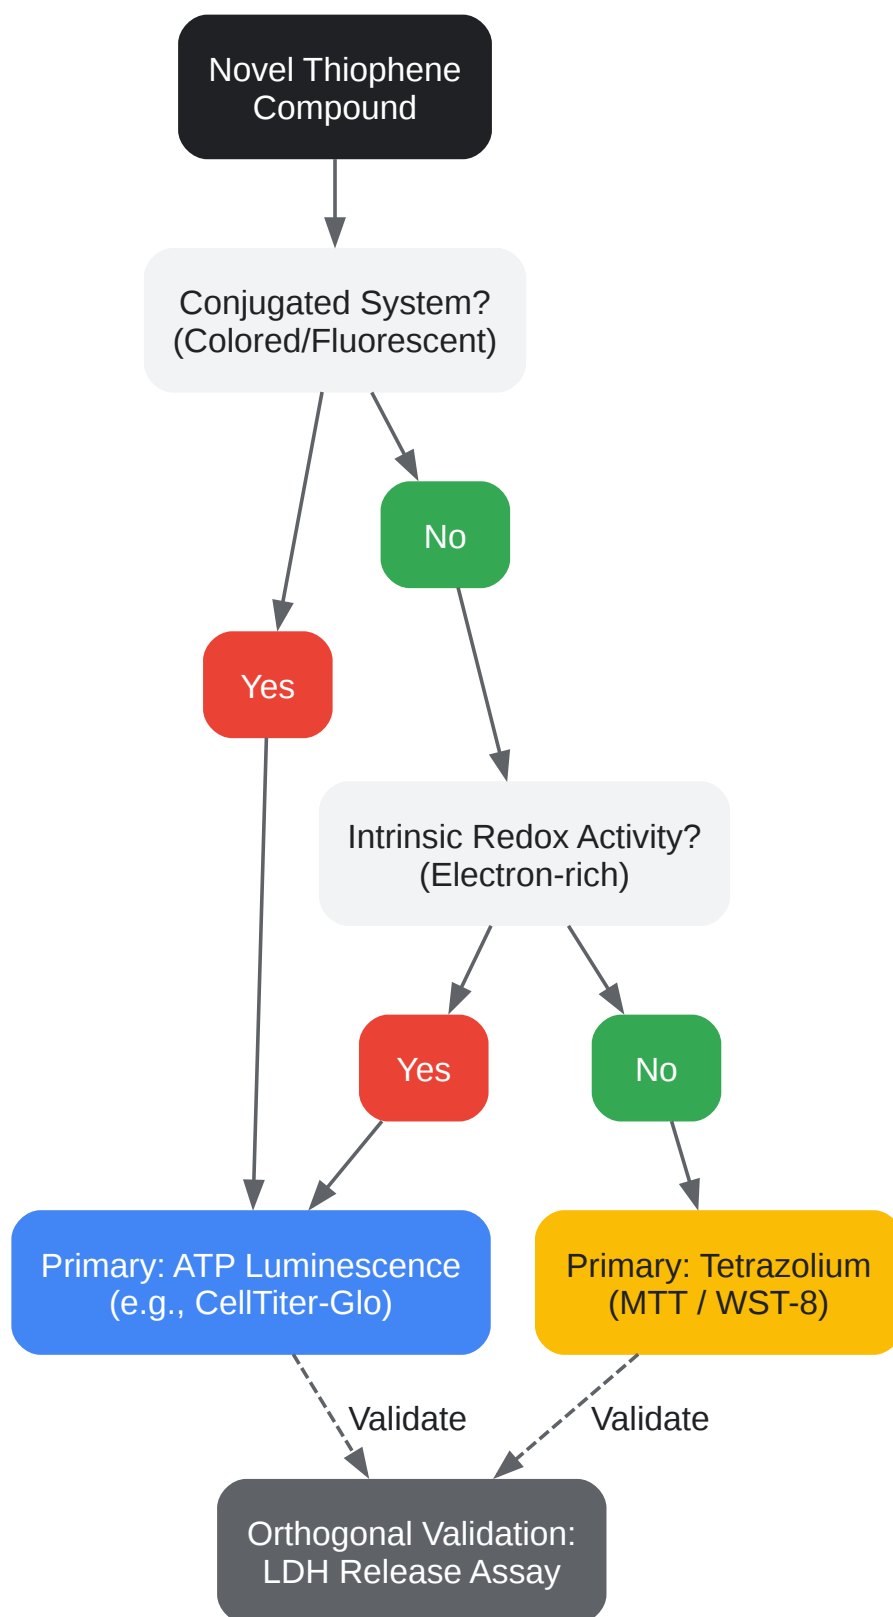 Novel Thiophene
Compound
Conjugated System?
(Colored/Fluorescent)
No
Yes
Intrinsic Redox Activity?
(Electron-rich)
Yes
No
Primary: ATP Luminescence
(e.g., CellTiter-Glo)
Primary: Tetrazolium
(MTT / WST-8)
Validate
Validate
Orthogonal Validation:
LDH Release Assay